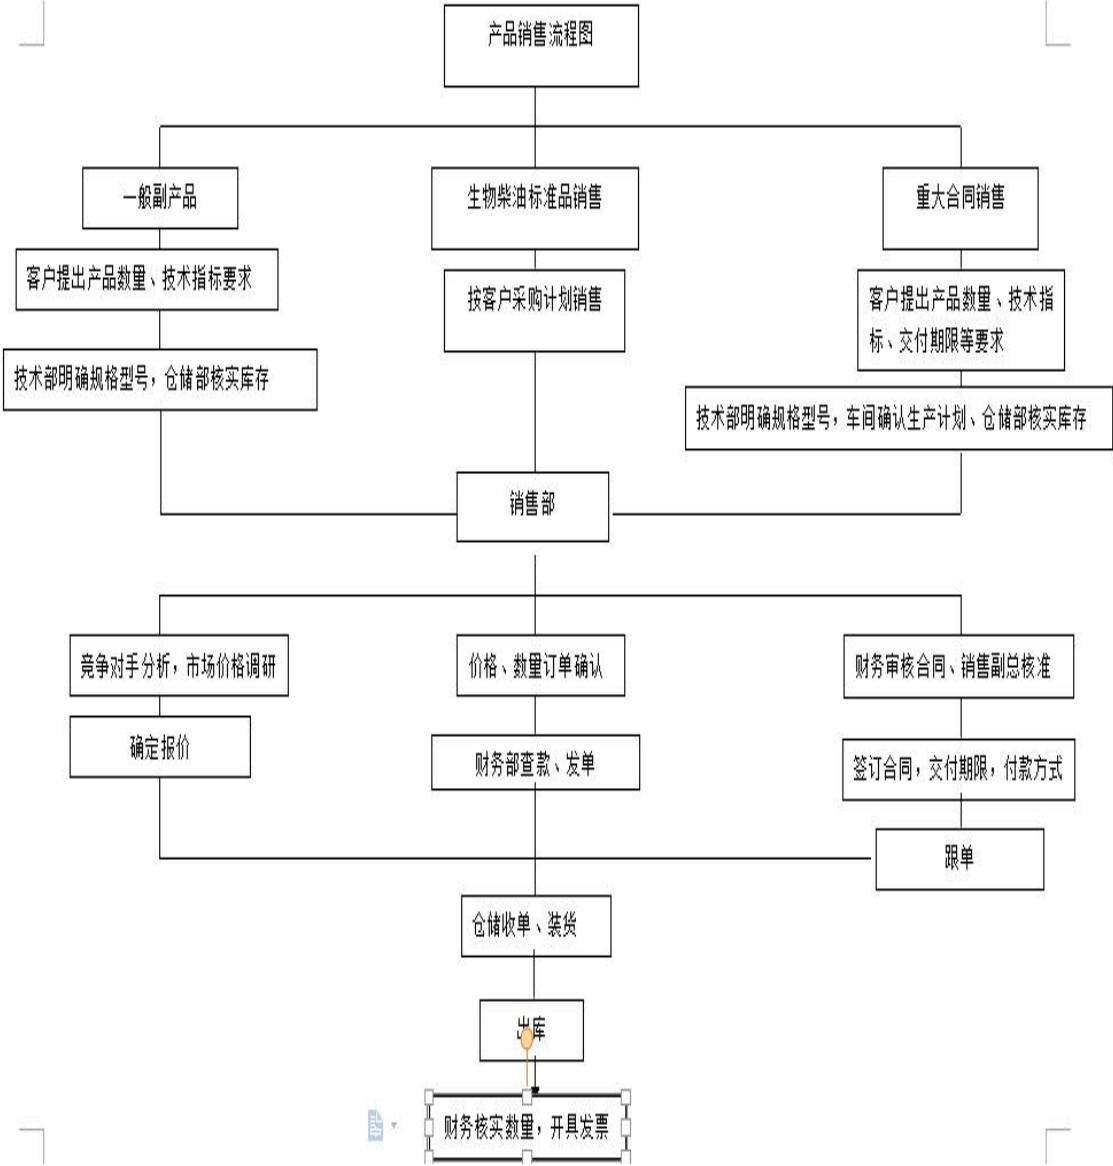 产品销售流程图
一般副产品
生物柴油标准品销售
重大合同销售
客户提出产品数量、技术指标要求
按客户采购计划销售
客户提出产品数量、技术指
标、交付期限等要求
技术部明确规格型号，仓储部核实库存
技术部明确规格型号，车间确认生产计划、仓储部核实库存
销售部
竞争对手分析，市场价格调研
价格、数量订单确认
财务审核合同、销售副总核准
确定报价
财务部查款、发单
签订合同，交付期限，付款方式
跟单
仓储收单、装货
出库
财务核实数量，开具发票